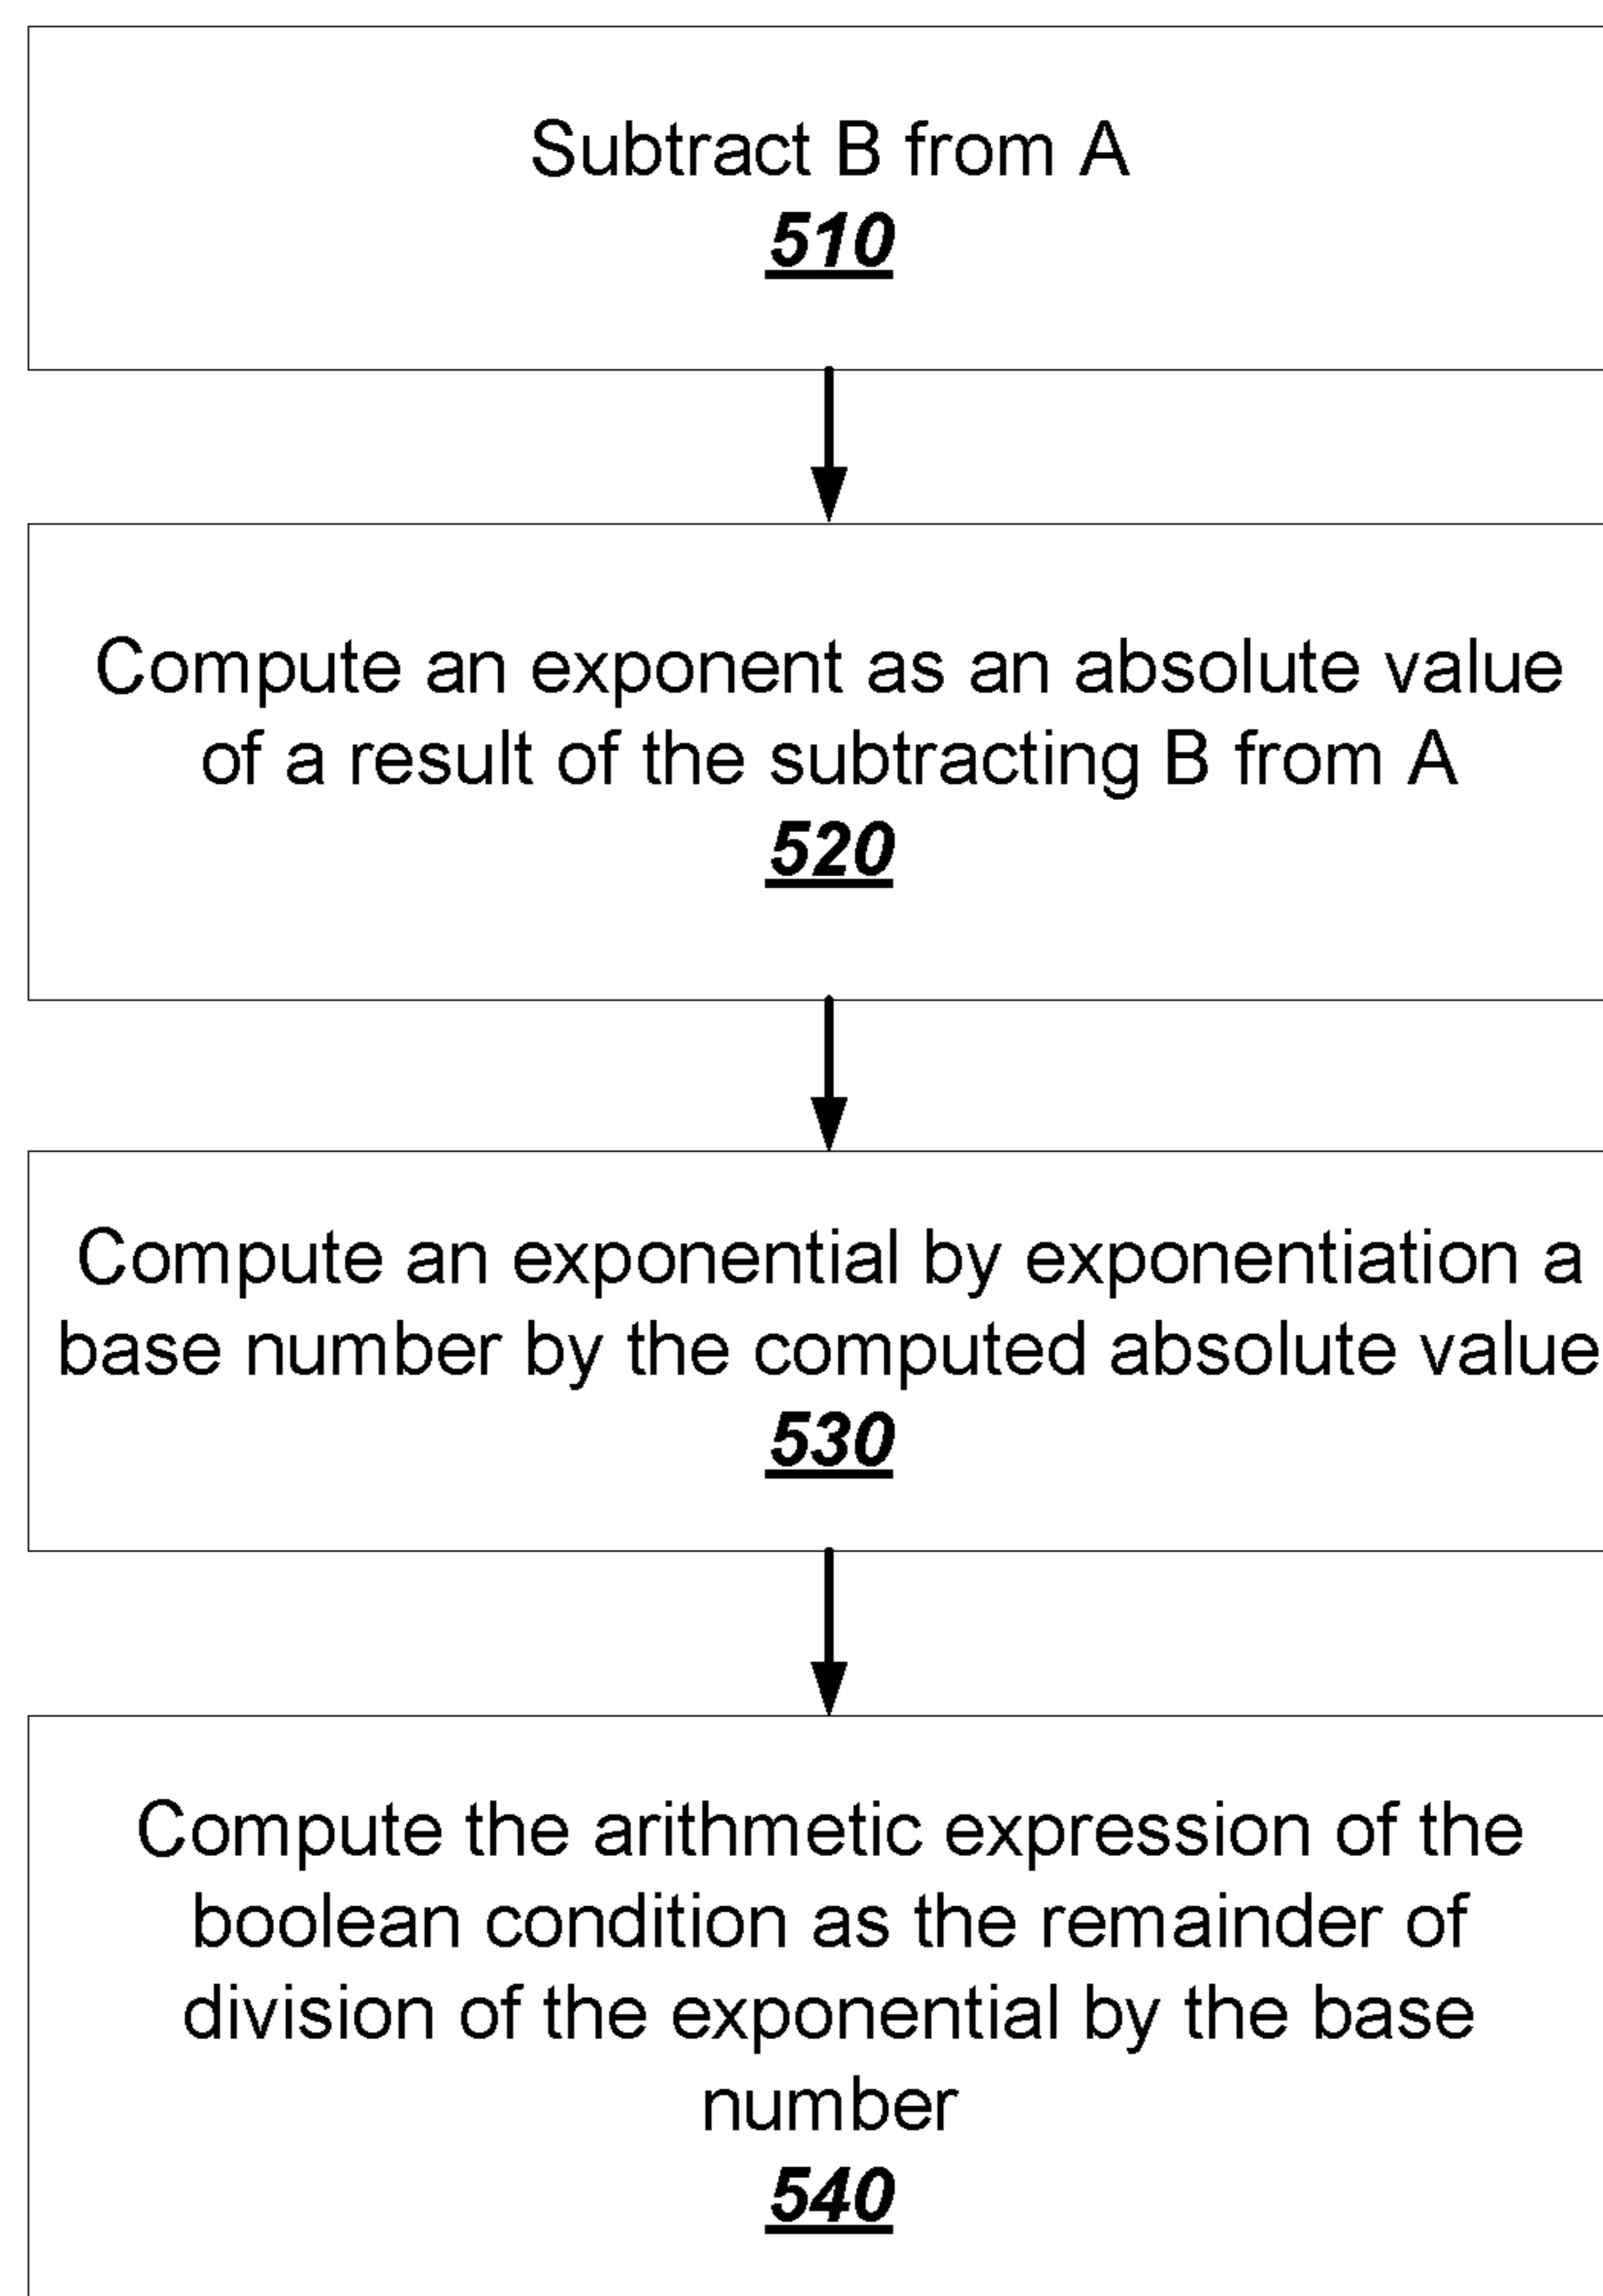 Subtract B from A
510
Compute an exponent as an absolute value
of a result of the subtracting B from A
520
Compute an exponential by exponentiation a
base number by the computed absolute value
530
Compute the arithmetic expression of the
boolean condition as the remainder of
division of the exponential by the base
number
540